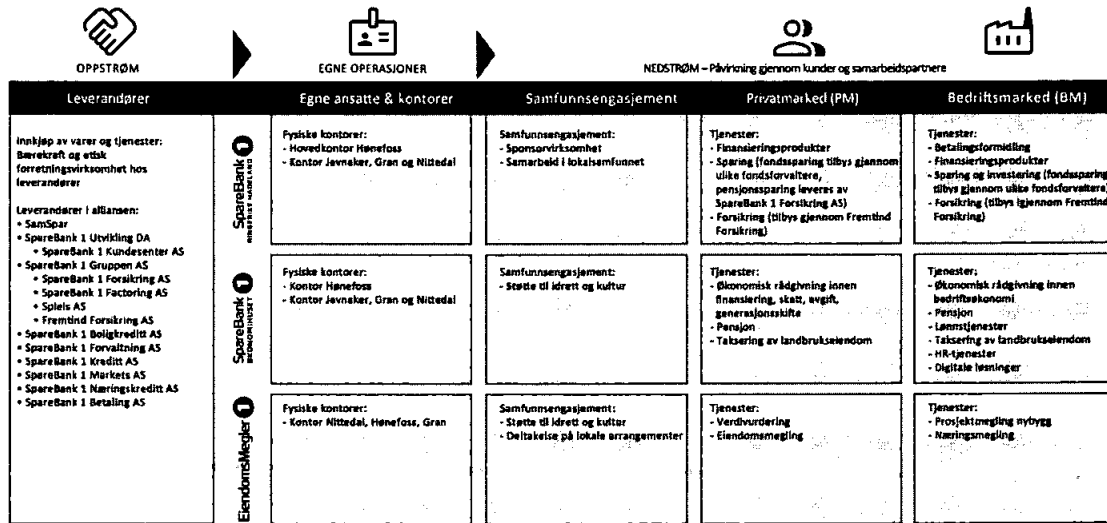 OPPSTRØM
EGNE OPERASJONER
NEDSTRØM – Påvirkning gjennom kunder og samarbeidspartnere
Leverandører
Egne ansatte & kontorer
Samfunnsengasjement
Privatmarked (PM)
Bedriftsmarked (BM)
Innkjøp av varer og tjenester:
Bærekraft og etisk
forretningsvirksomhet hos
leverandører
Leverandører i alliansen:
• SamSpar
• SpareBank 1 Utvikling DA
• SpareBank 1 Kundesenter AS
• SpareBank 1 Gruppen AS
• SpareBank 1 Forsikring AS
• SpareBank 1 Factoring AS
• Spleis AS
• Fremtind Forsikring AS
• SpareBank 1 Boligkreditt AS
• SpareBank 1 Forvaltning AS
• SpareBank 1 Kreditt AS
• SpareBank 1 Markets AS
• SpareBank 1 Næringskreditt AS
• SpareBank 1 Betaling AS
SpareBank 1
RINGERIKE HADELAND
Fysiske kontorer:
- Hovedkontor Hønefoss
- Kontor Jevnaker, Gran og Nittedal
Samfunnsengasjement:
- Sponsorvirksomhet
- Samarbeid i lokalsamfunnet
Tjenester:
- Finansieringsprodukter
- Sparing (fondssparing tilbys gjennom
ulike fondsforvaltere,
pensjonssparing leveres av
SpareBank 1 Forsikring AS)
- Forsikring (tilbys gjennom Fremtind
Forsikring)
Tjenester:
- Betalingsformidling
- Finansieringsprodukter
- Sparing og investering (fondssparing
tilbys gjennom ulike fondsforvaltere)
- Forsikring (tilbys igjennom Fremtind
Forsikring)
SpareBank 1
ØKONOMIHUSET
Fysiske kontorer:
- Kontor Hønefoss
- Kontor Jevnaker, Gran og Nittedal
Samfunnsengasjement:
- Støtte til idrett og kultur
Tjenester:
- Økonomisk rådgivning innen
finansiering, skatt, avgift,
generasjonsskifte
- Pensjon
- Taksering av landbrukseiendom
Tjenester:
- Økonomisk rådgivning innen
bedriftsøkonomi
- Pensjon
- Lønnstjenester
- Taksering av landbrukseiendom
- HR-tjenester
- Digitale løsninger
EiendomsMegler 1
Fysiske kontorer:
- Kontor Nittedal, Hønefoss, Gran
Samfunnsengasjement:
- Støtte til idrett og kultur
- Deltakelse på lokale arrangementer
Tjenester:
- Verdivurdering
- Eiendomsmegling
Tjenester:
- Prosjektmegling nybygg
- Næringsmegling